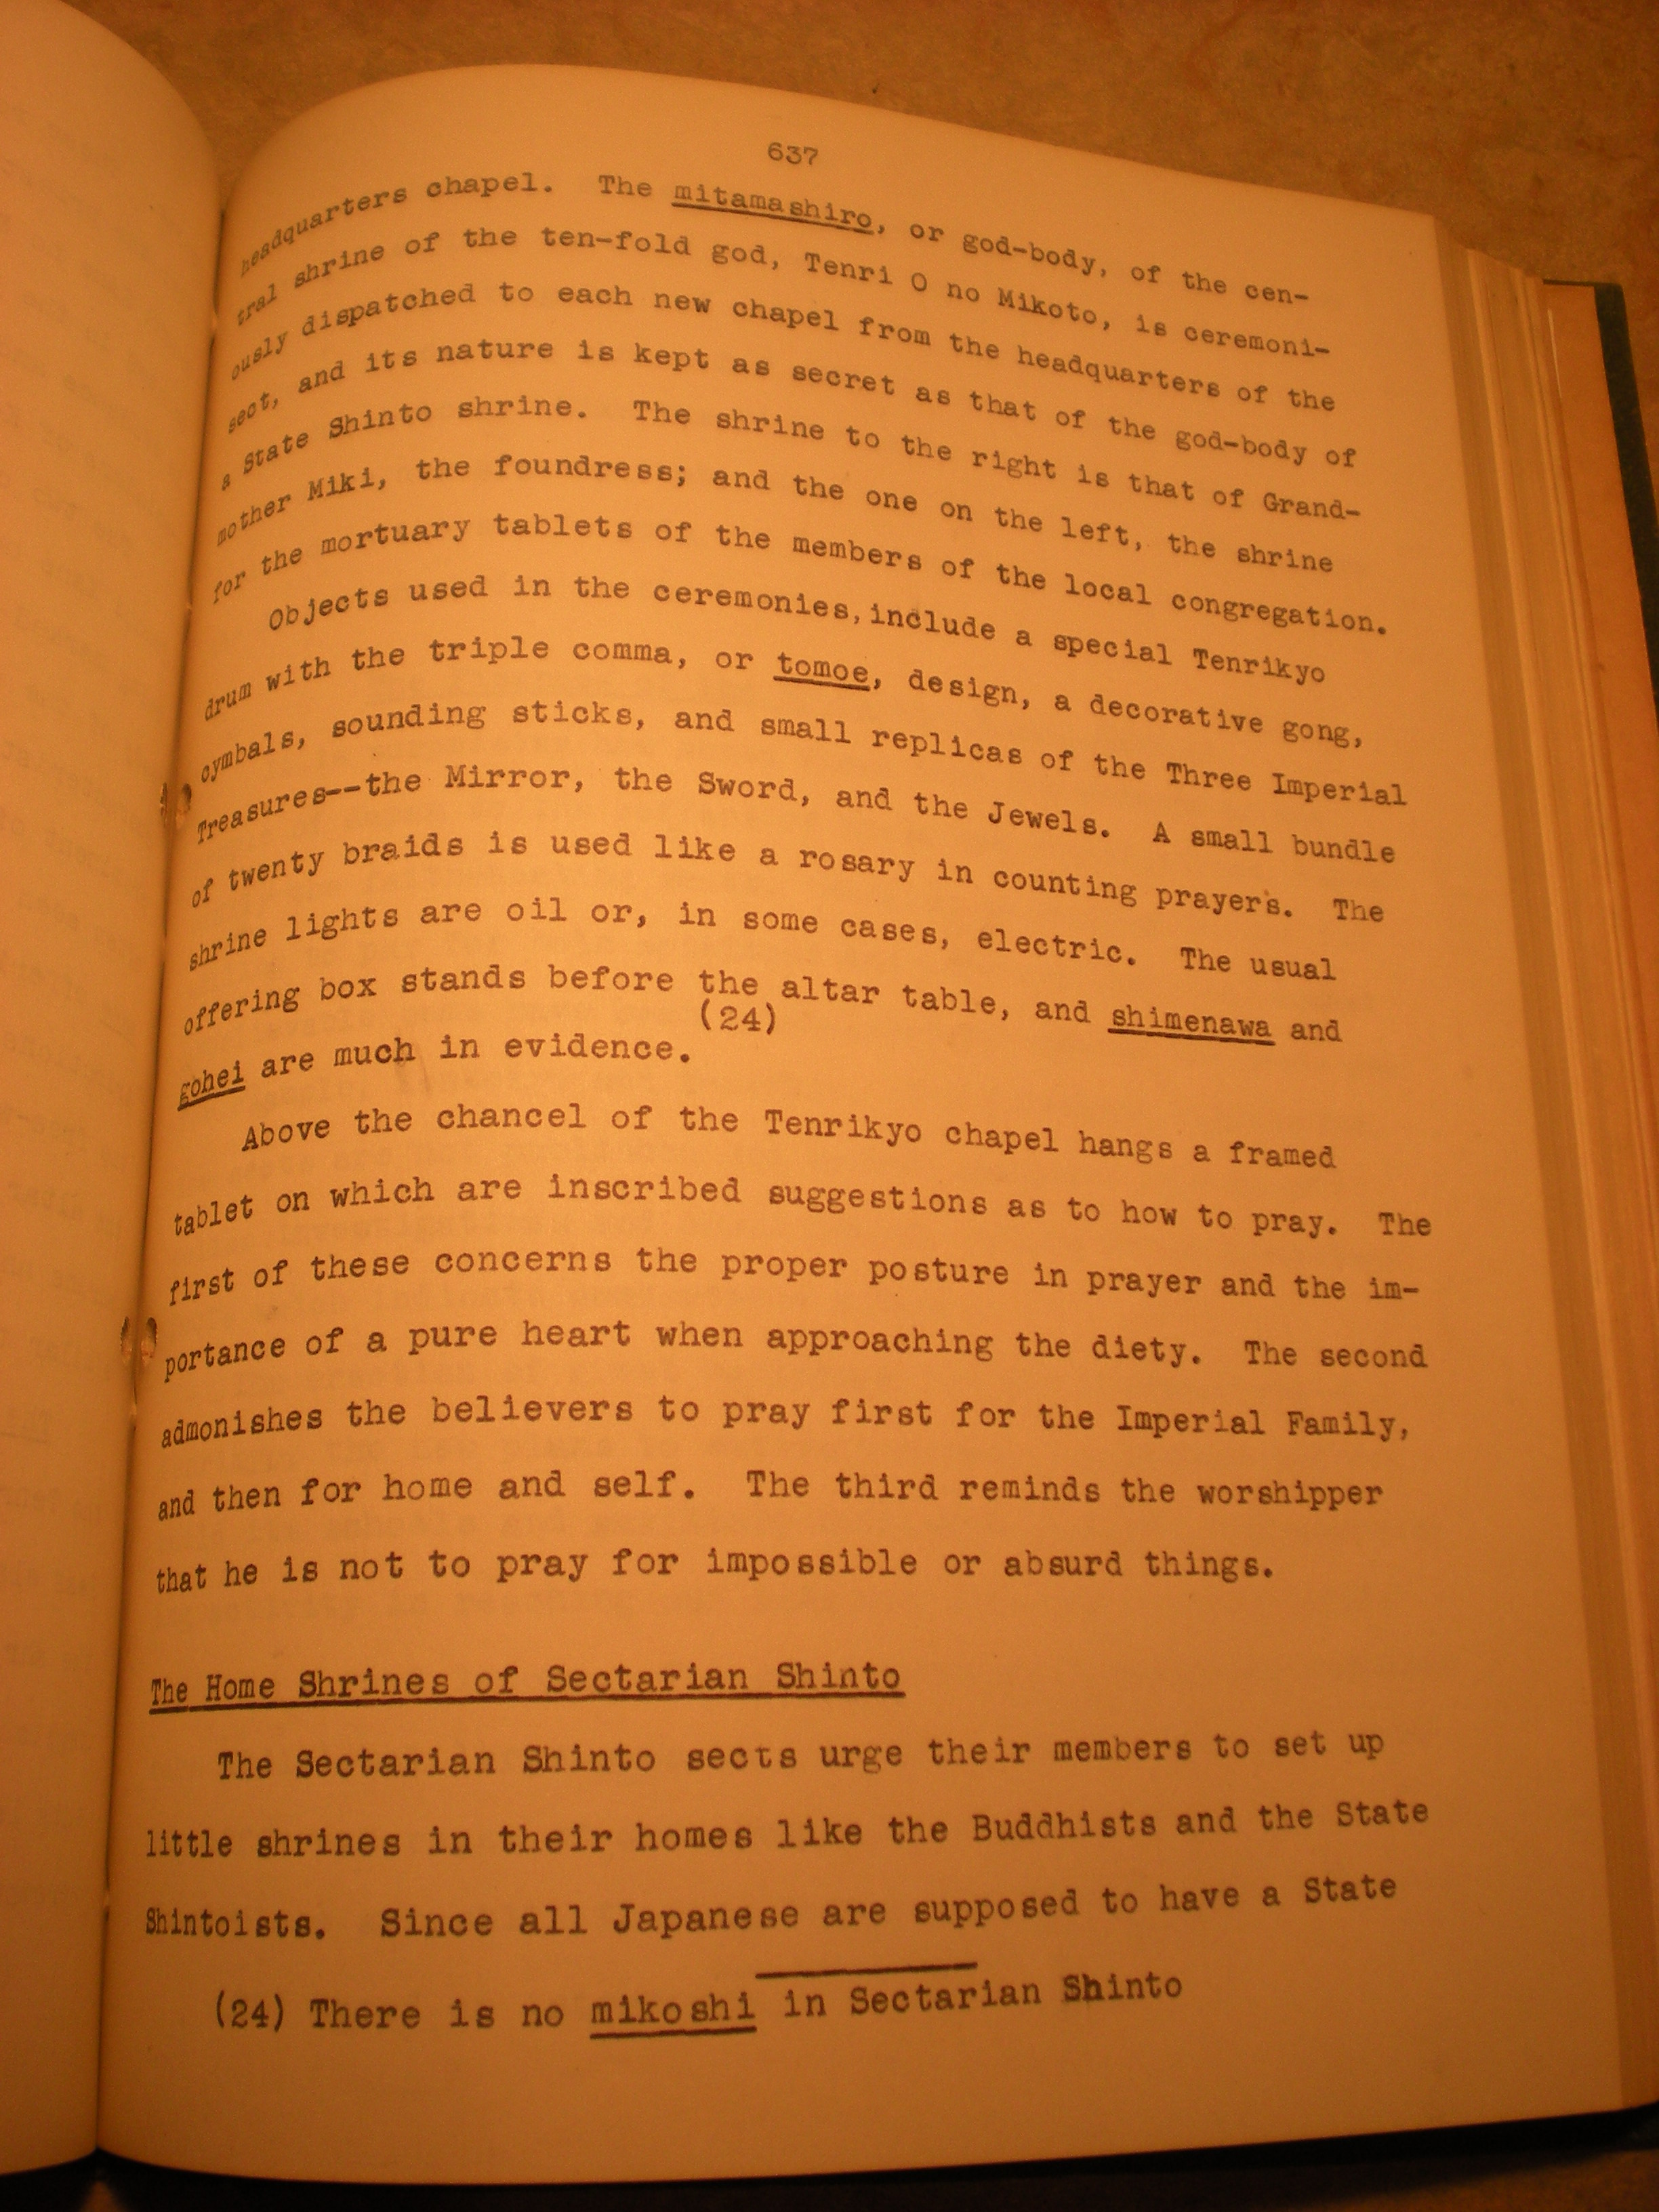 637
headquarters chapel. The mitamashiro, or god-body, of the cen-
tral shrine of the ten-fold god, Tenri O no Mikoto, is ceremoni-
ously dispatched to each new chapel from the headquarters of the
sect, and its nature is kept as secret as that of the god-body of
a State Shinto shrine. The shrine to the right is that of Grand-
mother Miki, the foundress; and the one on the left, the shrine
for the mortuary tablets of the members of the local congregation.
Objects used in the ceremonies, include a special Tenrikyo
drum with the triple comma, or tomoe, design, a decorative gong,
cymbals, sounding sticks, and small replicas of the Three Imperial
Treasures--the Mirror, the Sword, and the Jewels. A small bundle
of twenty braids is used like a rosary in counting prayers. The
shrine lights are oil or, in some cases, electric. The usual
offering box stands before the altar table, and shimenawa and
gohei are much in evidence. (24)
Above the chancel of the Tenrikyo chapel hangs a framed
tablet on which are inscribed suggestions as to how to pray. The
first of these concerns the proper posture in prayer and the im-
portance of a pure heart when approaching the diety. The second
admonishes the believers to pray first for the Imperial Family,
and then for home and self. The third reminds the worshipper
that he is not to pray for impossible or absurd things.
The Home Shrines of Sectarian Shinto
The Sectarian Shinto sects urge their members to set up
little shrines in their homes like the Buddhists and the State
Shintoists. Since all Japanese are supposed to have a State
(24) There is no mikoshi in Sectarian Shinto